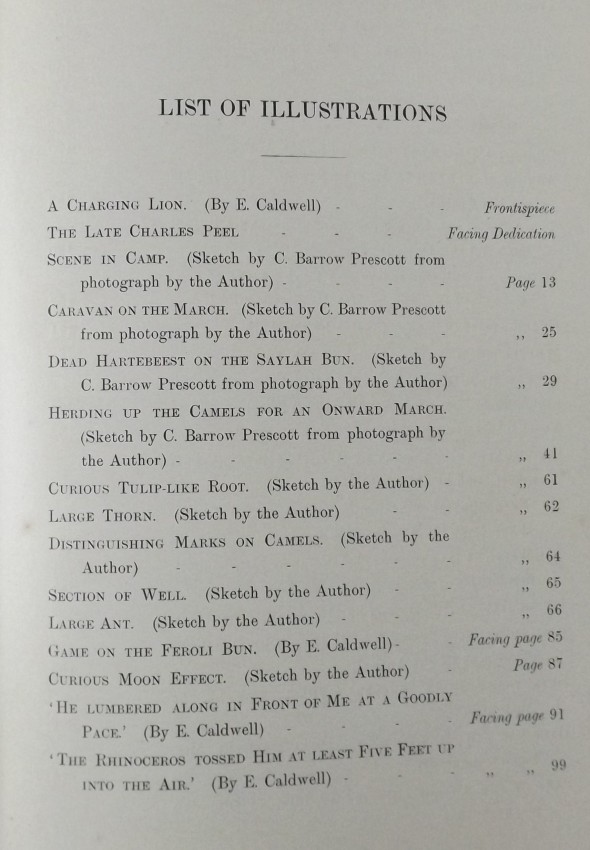 LIST OF ILLUSTRATIONS
A CHARGING LION. (By E. Caldwell) - - - Frontispiece
THE LATE CHARLES PEEL - - - Facing Dedication
SCENE IN CAMP. (Sketch by C. Barrow Prescott from
photograph by the Author) - - - - Page 13
CARAVAN ON THE MARCH. (Sketch by C. Barrow Prescott
from photograph by the Author) - - - ,, 25
DEAD HARTEBEEST ON THE SAYLAH BUN. (Sketch by
C. Barrow Prescott from photograph by the Author) ,, 29
HERDING UP THE CAMELS FOR AN ONWARD MARCH.
(Sketch by C. Barrow Prescott from photograph by
the Author) - - - - - - ,, 41
CURIOUS TULIP-LIKE ROOT. (Sketch by the Author) - ,, 61
LARGE THORN. (Sketch by the Author) - - ,, 62
DISTINGUISHING MARKS ON CAMELS. (Sketch by the
Author) - - - - - - ,, 64
SECTION OF WELL. (Sketch by the Author) - - ,, 65
LARGE ANT. (Sketch by the Author) - - - ,, 66
GAME ON THE FEROLI BUN. (By E. Caldwell) - - Facing page 85
CURIOUS MOON EFFECT. (Sketch by the Author) - Page 87
'HE LUMBERED ALONG IN FRONT OF ME AT A GOODLY
PACE.' (By E. Caldwell) - - - - Facing page 91
'THE RHINOCEROS TOSSED HIM AT LEAST FIVE FEET UP
INTO THE AIR.' (By E. Caldwell) - - - ,, ,, 99